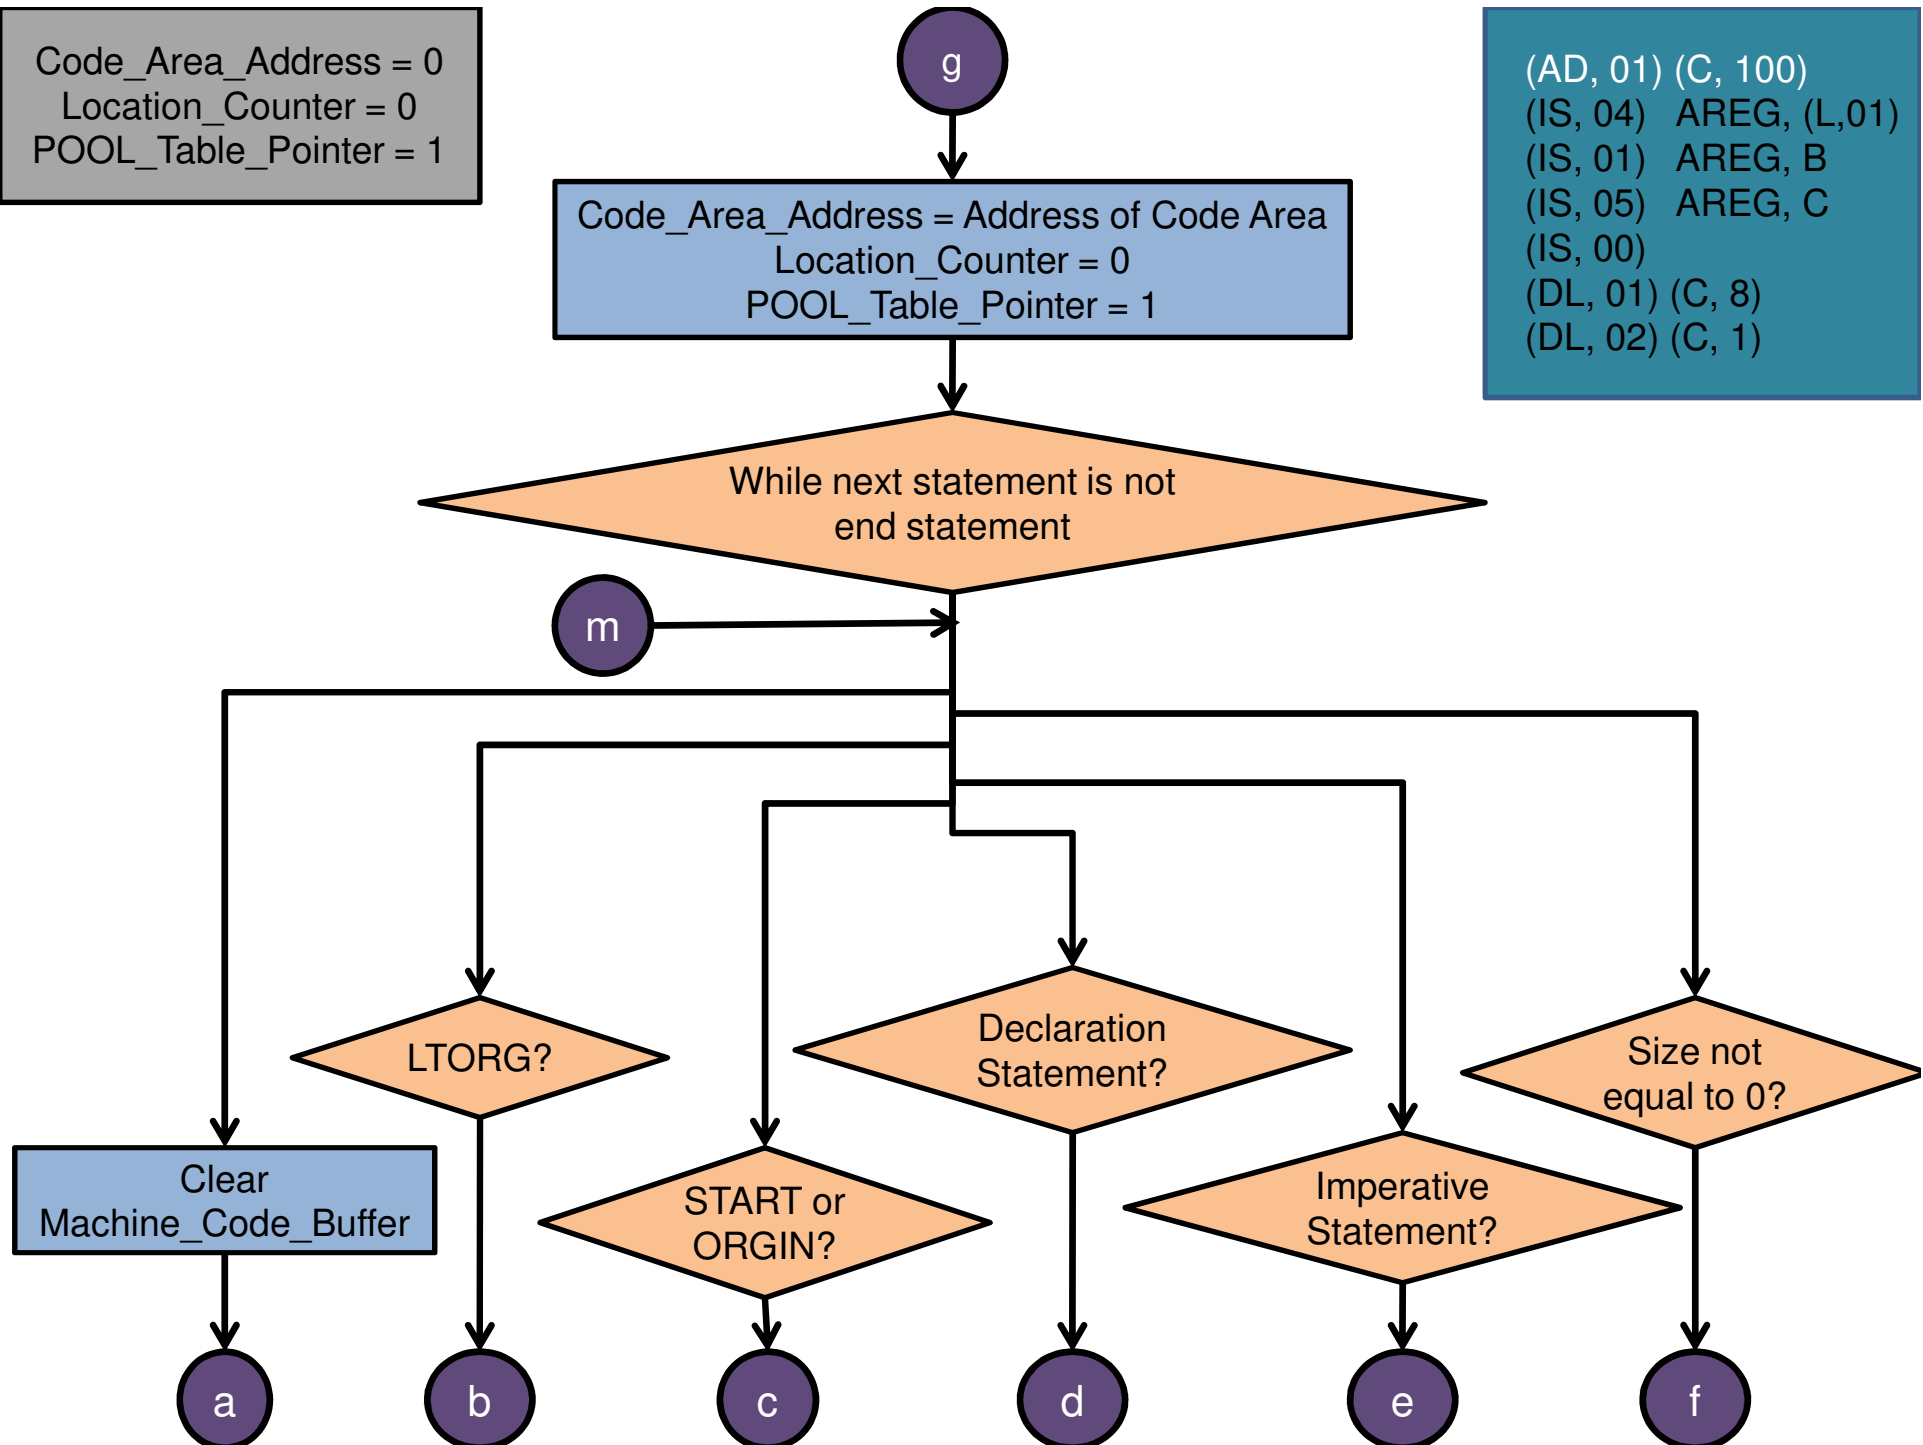 Code_Area_Address = 0
Location_Counter = 0
POOL_Table_Pointer = 1
g
(AD, 01) (C, 100)
(IS, 04) AREG, (L,01)
(IS, 01) AREG, B
(IS, 05) AREG, C
(IS, 00)
(DL, 01) (C, 8)
(DL, 02) (C, 1)
Code_Area_Address = Address of Code Area
Location_Counter = 0
POOL_Table_Pointer = 1
While next statement is not
end statement
m
LTORG?
Declaration
Statement?
Size not
equal to 0?
Clear
Machine_Code_Buffer
START or
ORGIN?
Imperative
Statement?
a
b
c
d
e
f